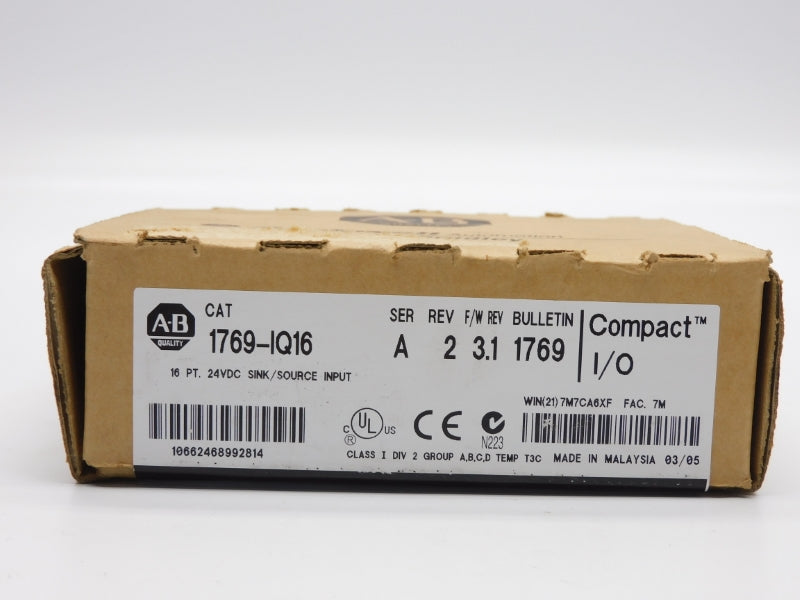 A-B
A-B
QUALITY
CAT
1769-IQ16
16 PT. 24VDC SINK/SOURCE INPUT
SER REV F/W REV BULLETIN
A 2 3.1 1769
Compact™
I/O
WIN(21)7M7CA6XF FAC. 7M
10662468992814
C UL US
®
CE
N223
CLASS I DIV 2 GROUP A,B,C,D TEMP T3C MADE IN MALAYSIA 03/05